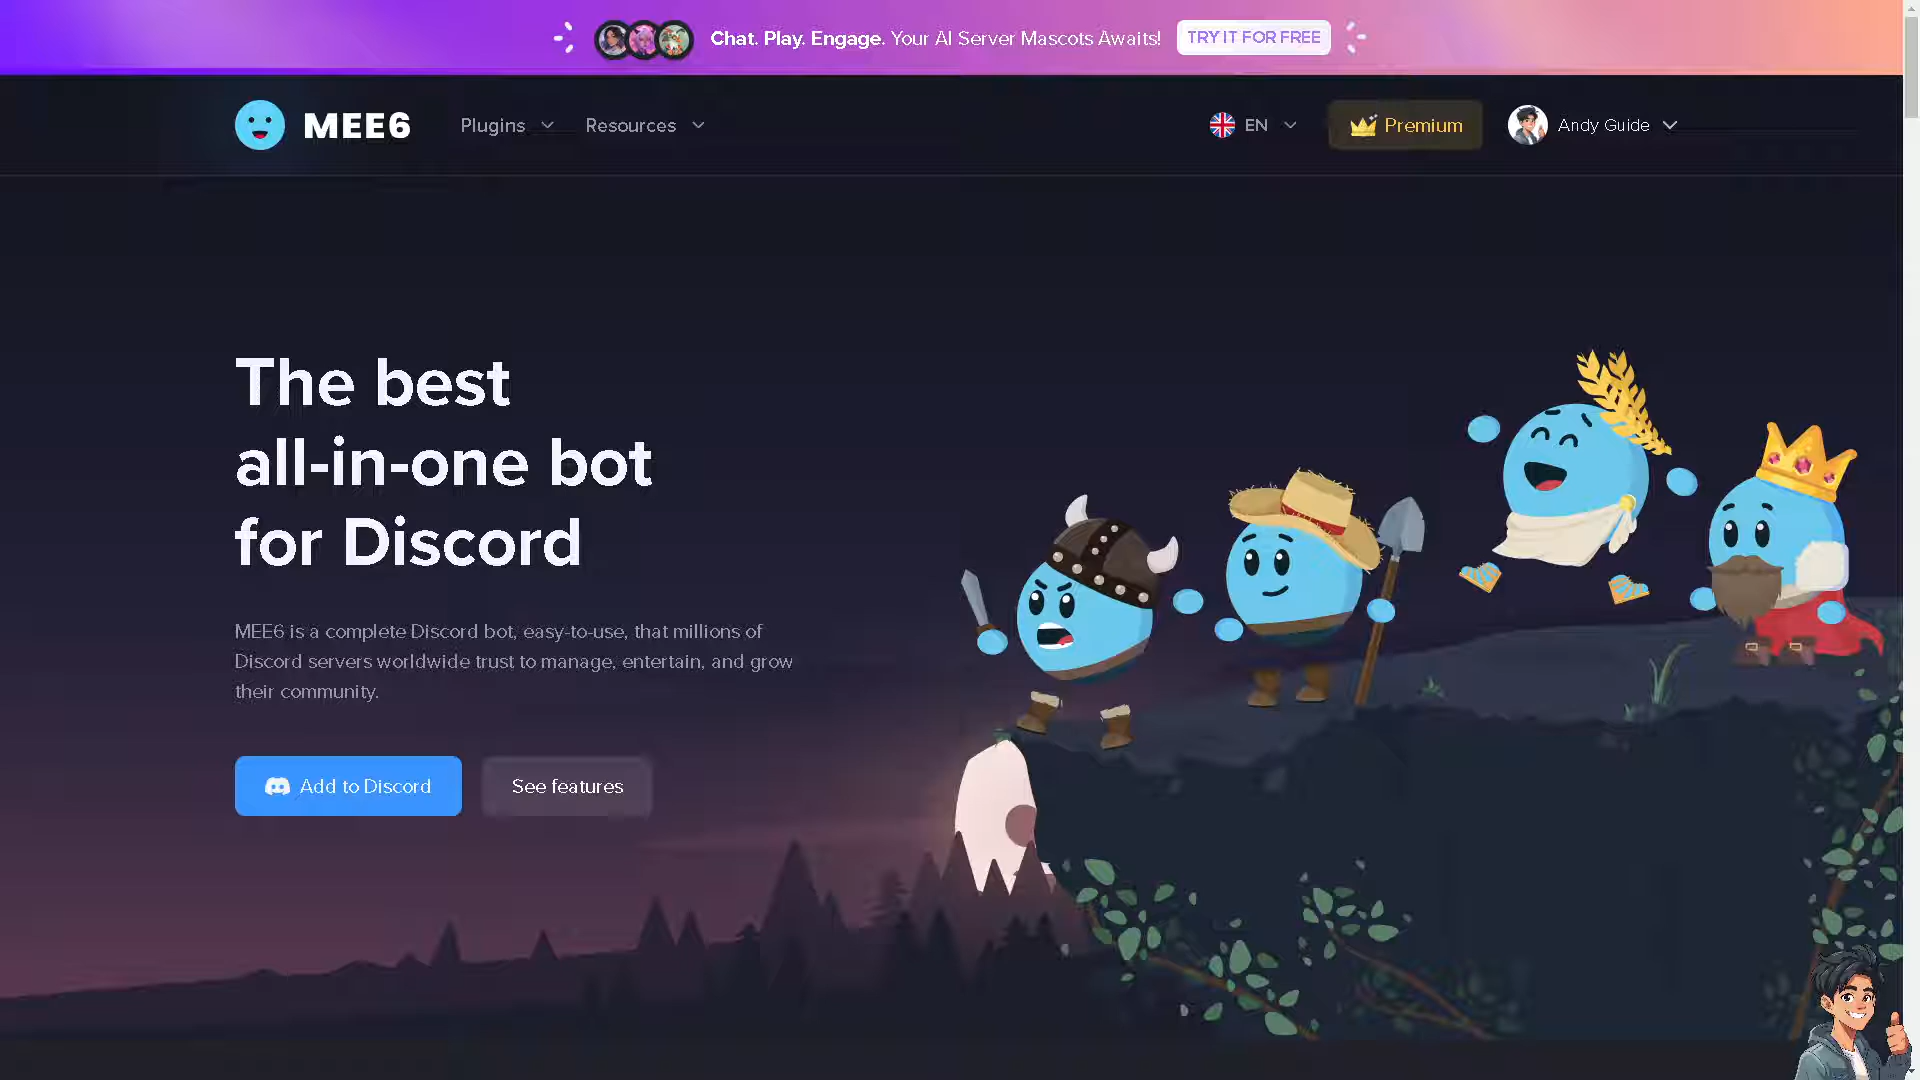 Chat. Play. Engage. Your AI Server Mascots Awaits! TRY IT FOR FREE
MEE6 Plugins Resources EN Premium Andy Guide
The best
all-in-one bot
for Discord
MEE6 is a complete Discord bot, easy-to-use, that millions of
Discord servers worldwide trust to manage, entertain, and grow
their community.
Add to Discord See features